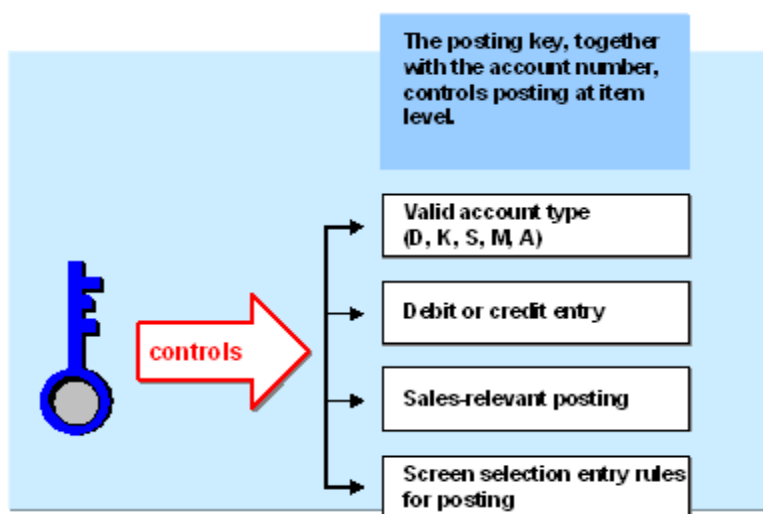 The posting key, together
with the account number,
controls posting at item
level.
Valid account type
(D, K, S, M, A)
Debit or credit entry
controls
Sales-relevant posting
Screen selection entry rules
for posting